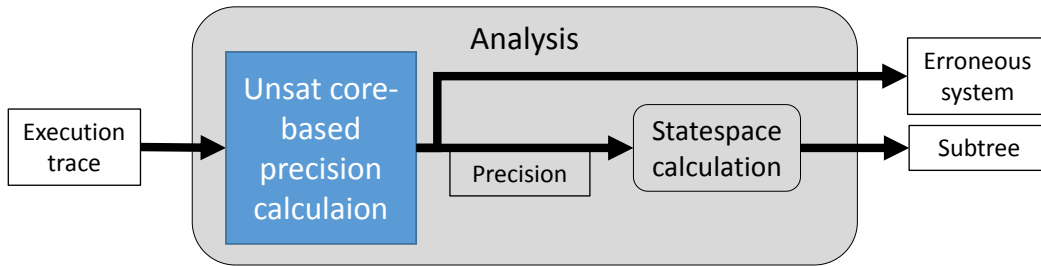 Analysis
Execution
trace
Unsat core-
based
precision
calculaion
Precision
Statespace
calculation
Erroneous
system
Subtree